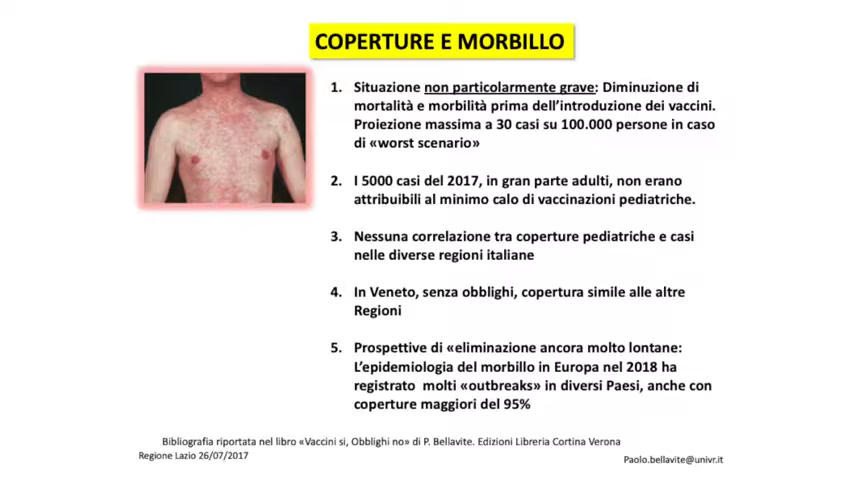 COPERTURE E MORBILLO
1. Situazione non particolarmente grave: Diminuzione di
mortalità e morbilità prima dell'introduzione dei vaccini.
Proiezione massima a 30 casi su 100.000 persone in caso
di «worst scenario»
2. I 5000 casi del 2017, in gran parte adulti, non erano
attribuibili al minimo calo di vaccinazioni pediatriche.
3. Nessuna correlazione tra coperture pediatriche e casi
nelle diverse regioni italiane
4. In Veneto, senza obblighi, copertura simile alle altre
Regioni
5. Prospettive di «eliminazione ancora molto lontane:
L'epidemiologia del morbillo in Europa nel 2018 ha
registrato molti «outbreaks» in diversi Paesi, anche con
coperture maggiori del 95%
Bibliografia riportata nel libro «Vaccini si, Obblighi no» di P. Bellavite. Edizioni Libreria Cortina Verona
Regione Lazio 26/07/2017
Paolo.bellavite@univr.it